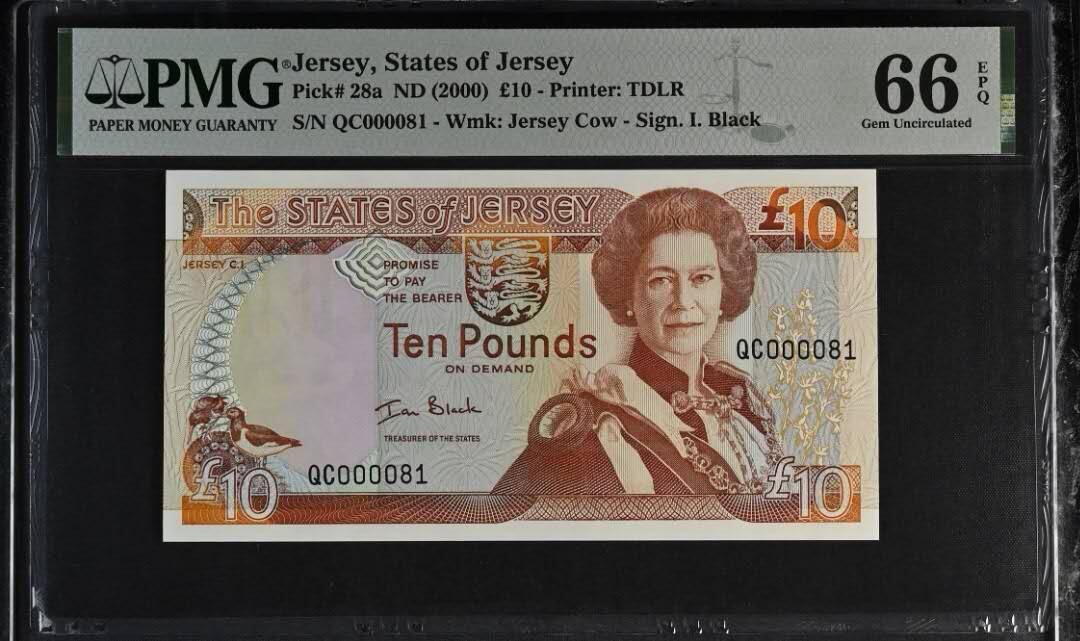 PMG®
PAPER MONEY GUARANTY
Jersey, States of Jersey
Pick# 28a ND (2000) £10 - Printer: TDLR
S/N QC000081 - Wmk: Jersey Cow - Sign. I. Black
66 EPQ
Gem Uncirculated
The STATES of JERSEY
£10
JERSEY C.I.
PROMISE
TO PAY
THE BEARER
Ten Pounds
ON DEMAND
QC000081
Ian Black
TREASURER OF THE STATES
QC000081
£10
£10